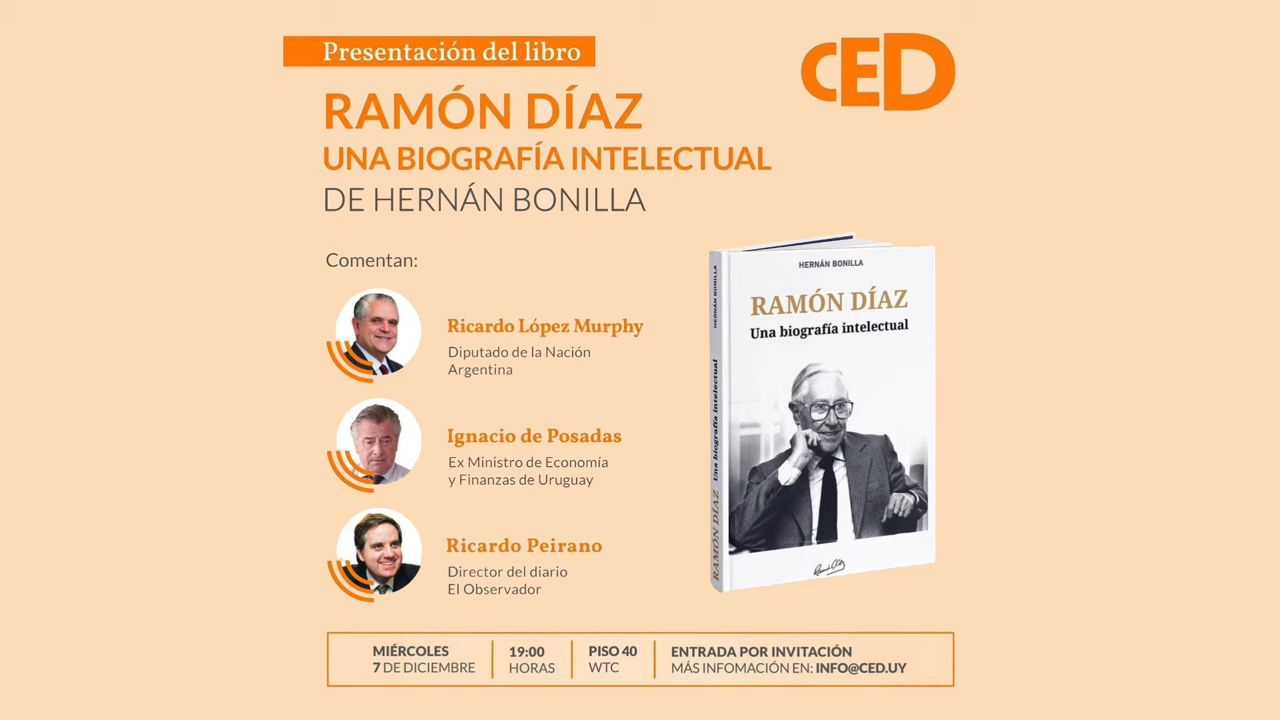 Presentación del libro
CED
RAMÓN DÍAZ
UNA BIOGRAFÍA INTELECTUAL
DE HERNÁN BONILLA
Comentan:
Ricardo López Murphy
Diputado de la Nación
Argentina
Ignacio de Posadas
Ex Ministro de Economía
y Finanzas de Uruguay
Ricardo Peirano
Director del diario
El Observador
HERNÁN BONILLA
RAMÓN DÍAZ
Una biografía intelectual
HERNÁN BONILLA
Una biografía intelectual
RAMÓN DÍAZ
MIÉRCOLES
7 DE DICIEMBRE
19:00
HORAS
PISO 40
WTC
ENTRADA POR INVITACIÓN
MÁS INFOMACIÓN EN: INFO@CED.UY